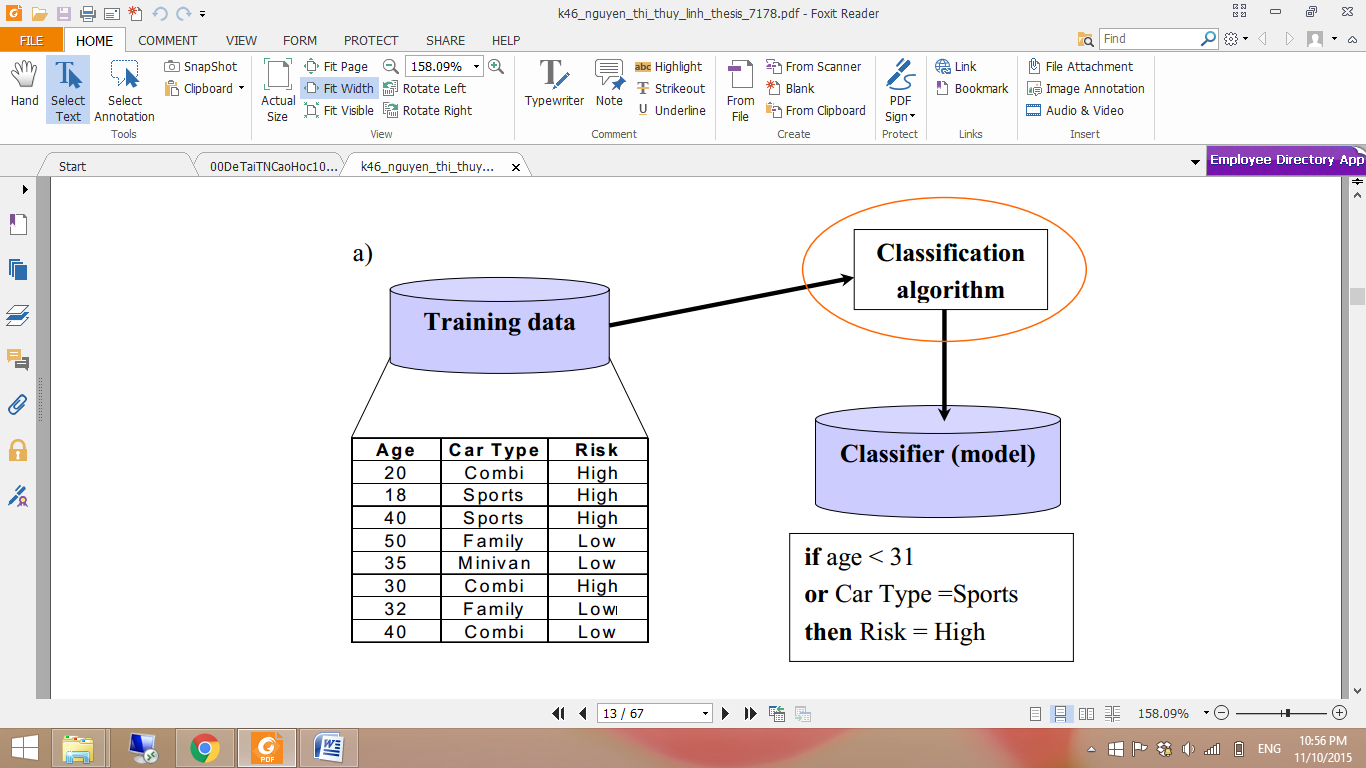 k46_nguyen_thi_thuy_linh_thesis_7178.pdf - Foxit Reader
FILE HOME COMMENT VIEW FORM PROTECT SHARE HELP
Find
Hand
Select Text
Select Annotation
SnapShot
Clipboard
Tools
Actual Size
Fit Page
Fit Width
Fit Visible
158.09%
Rotate Left
Rotate Right
View
Typewriter
Note
abc Highlight
Strikeout
Underline
Comment
From File
From Scanner
Blank
From Clipboard
Create
PDF Sign
Protect
Link
Bookmark
Links
File Attachment
Image Annotation
Audio & Video
Insert
Start
00DeTaiTNCaoHoc10...
k46_nguyen_thi_thuy...
Employee Directory App
a)
Training data
Classification
algorithm
Classifier (model)
Age Car Type Risk
20 Combi High
18 Sports High
40 Sports High
50 Family Low
35 Minivan Low
30 Combi High
32 Family Low
40 Combi Low
if age < 31
or Car Type =Sports
then Risk = High
13 / 67
158.09%
PDF
ENG
10:56 PM
11/10/2015